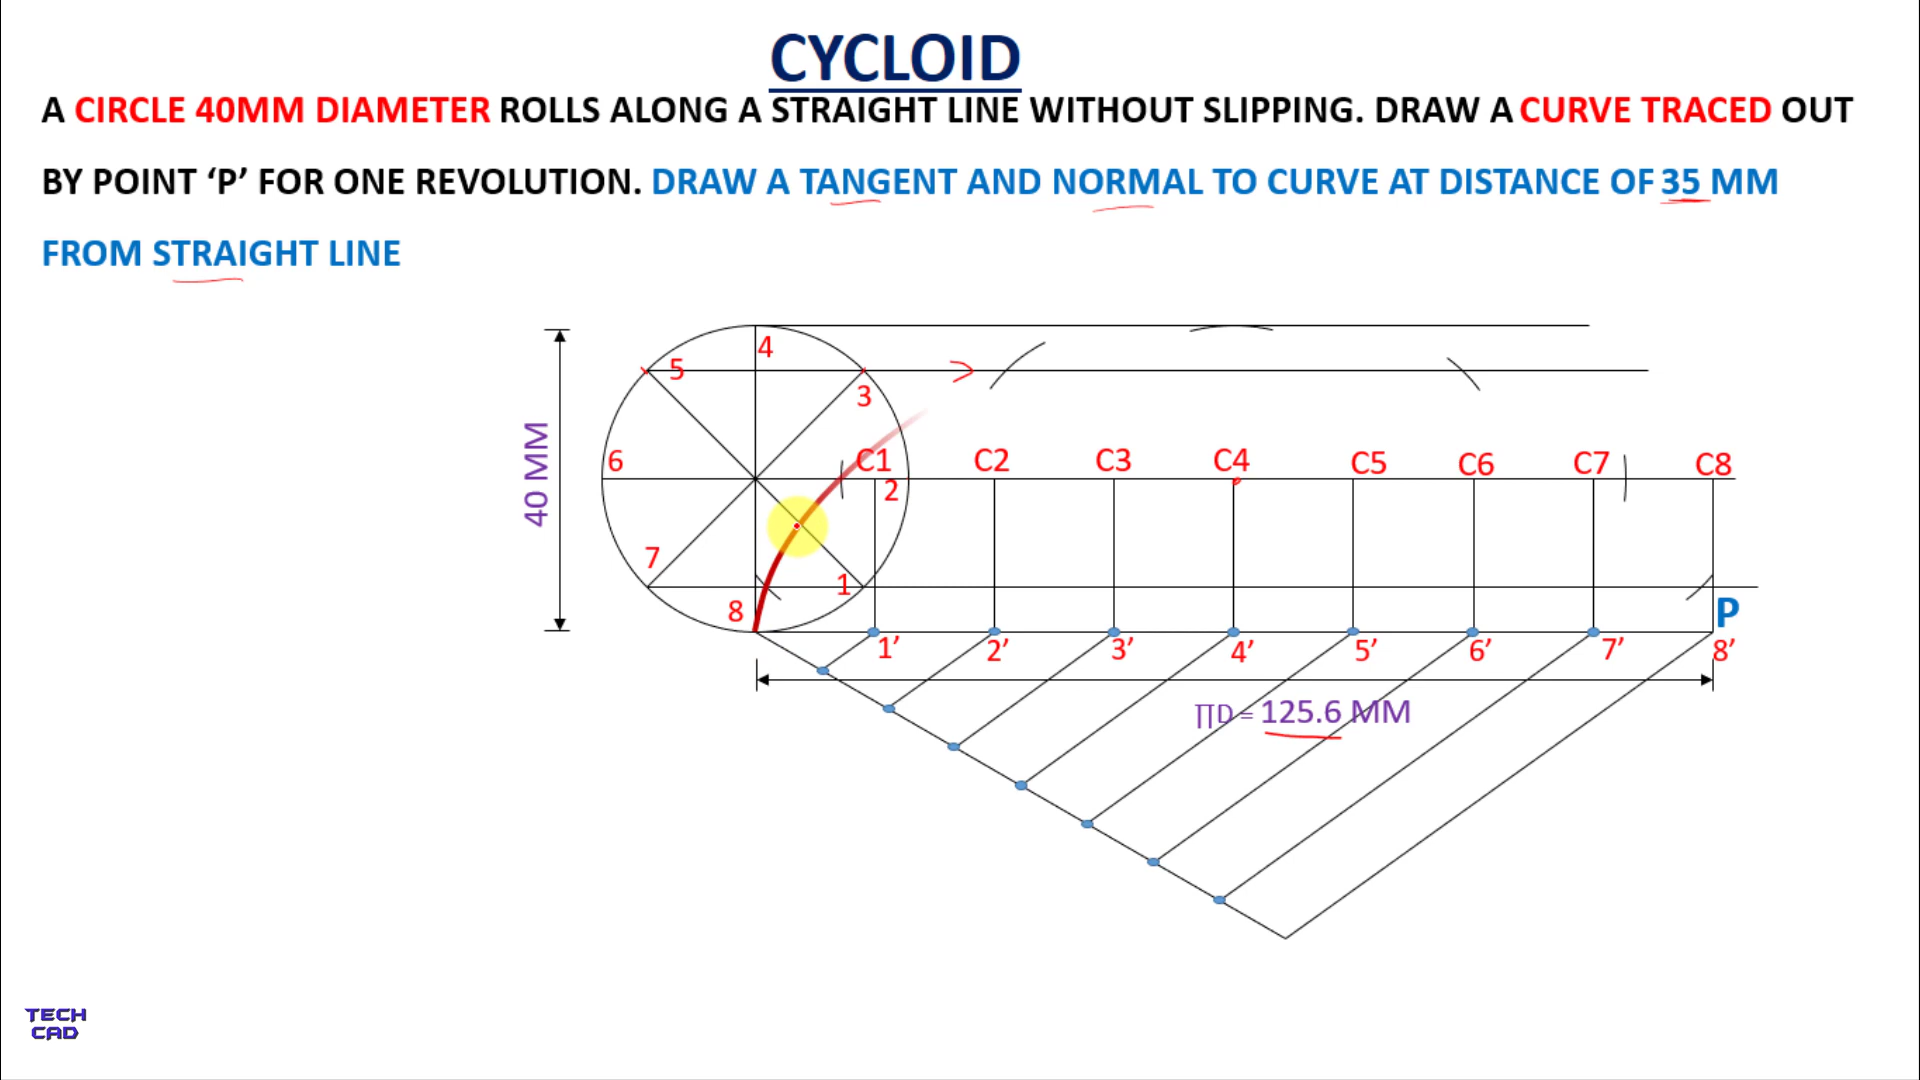 CYCLOID
A CIRCLE 40MM DIAMETER ROLLS ALONG A STRAIGHT LINE WITHOUT SLIPPING. DRAW A CURVE TRACED OUT
BY POINT ‘P’ FOR ONE REVOLUTION. DRAW A TANGENT AND NORMAL TO CURVE AT DISTANCE OF 35 MM
FROM STRAIGHT LINE
4
5
3
40 MM
6
C1
C2
C3
C4
C5
C6
C7
C8
2
7
1
8
P
1’
2’
3’
4’
5’
6’
7’
8’
∏D = 125.6 MM
TECH
CAD